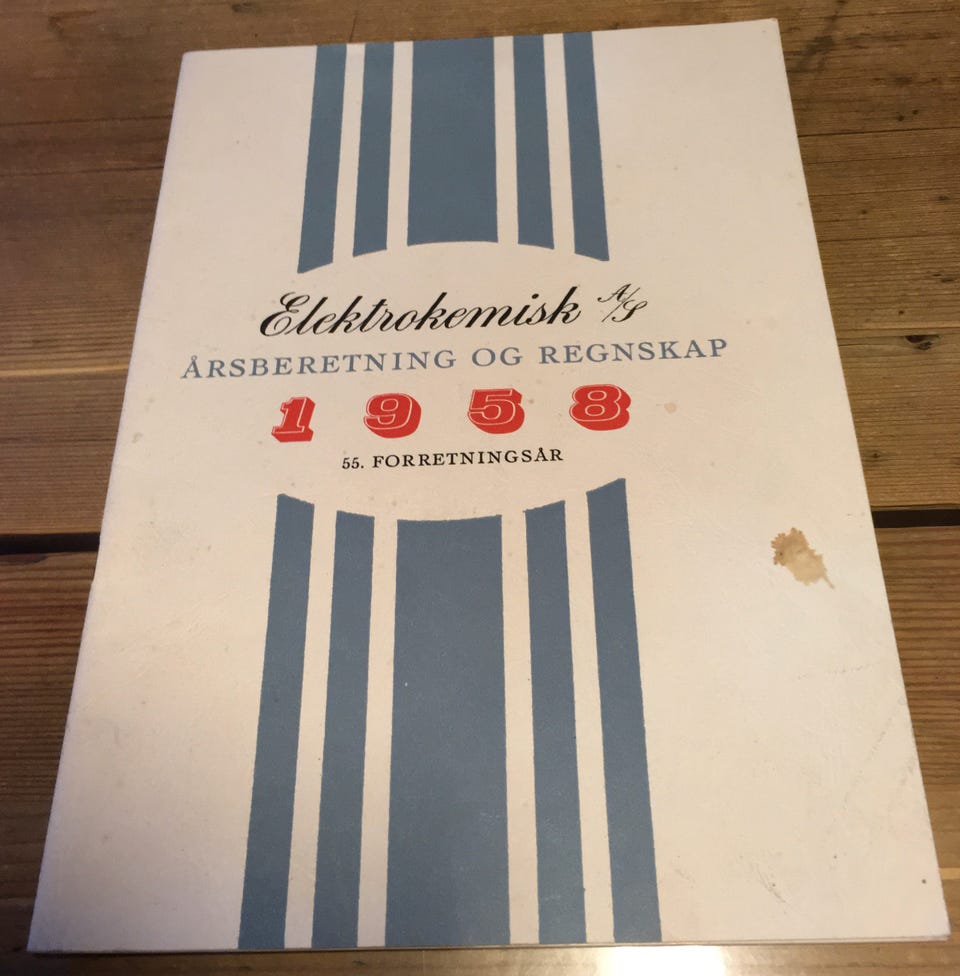 Elektrokemisk A/S
ÅRSBERETNING OG REGNSKAP
1958
55. FORRETNINGSÅR